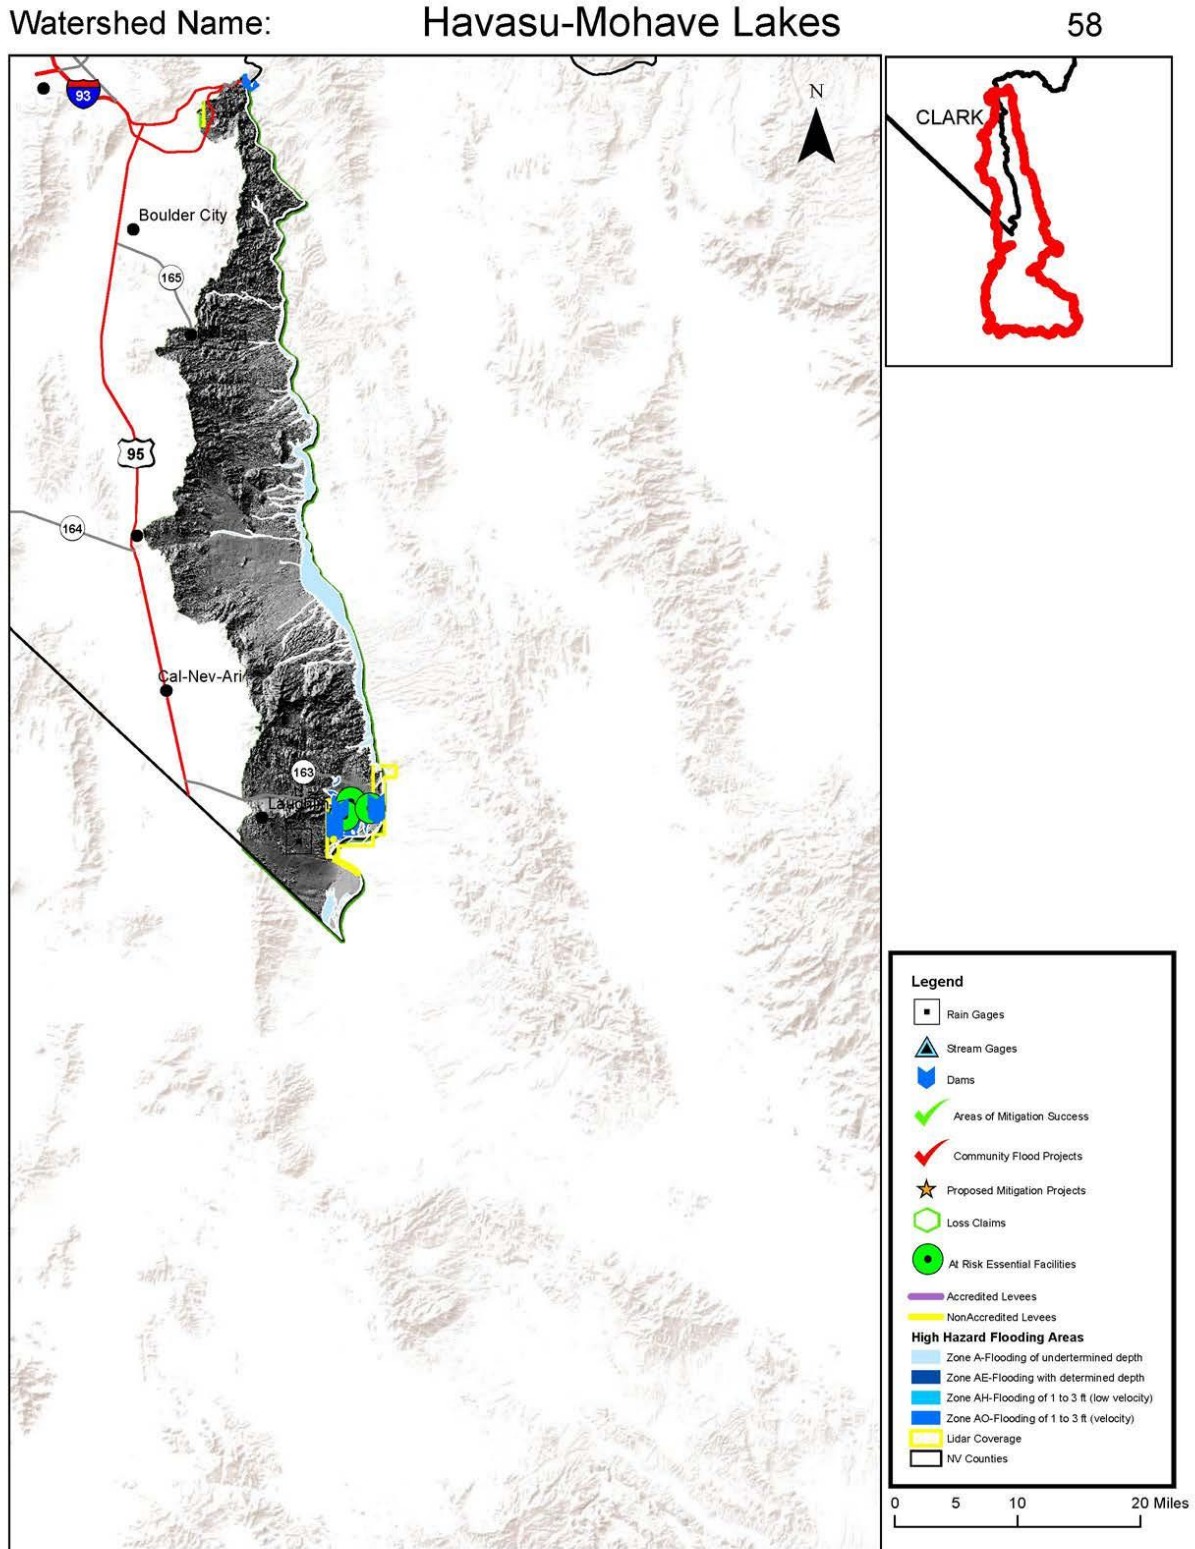 Watershed Name:
Havasu-Mohave Lakes
58
93
N
CLARK
Boulder City
165
95
164
Cal-Nev-Ari
163
Legend
Rain Gages
Stream Gages
Dams
Areas of Mitigation Success
Community Flood Projects
Proposed Mitigation Projects
Loss Claims
At Risk Essential Facilities
Accredited Levees
NonAccredited Levees
High Hazard Flooding Areas
Zone A-Flooding of undertermined depth
Zone AE-Flooding with determined depth
Zone AH-Flooding of 1 to 3 ft (low velocity)
Zone AO-Flooding of 1 to 3 ft (velocity)
Lidar Coverage
NV Counties
0 5 10 20 Miles